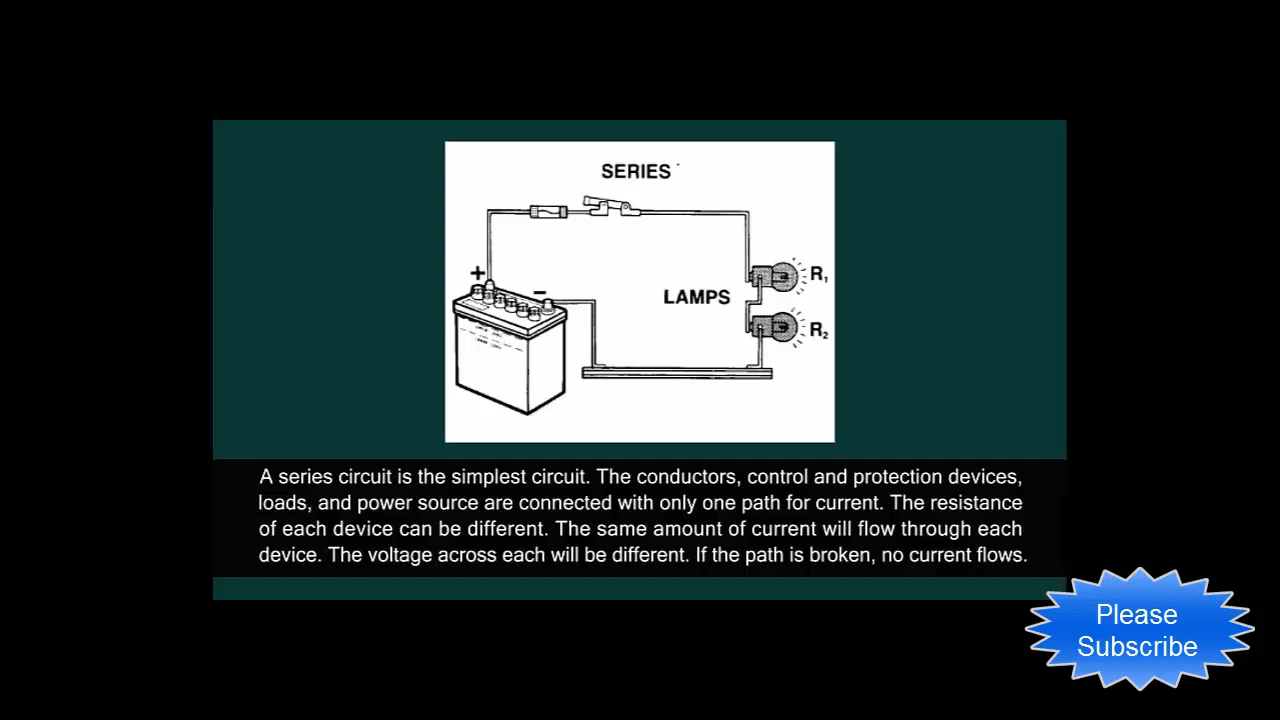 SERIES
+
−
R1
LAMPS
R2
A series circuit is the simplest circuit. The conductors, control and protection devices,
loads, and power source are connected with only one path for current. The resistance
of each device can be different. The same amount of current will flow through each
device. The voltage across each will be different. If the path is broken, no current flows.
Please
Subscribe